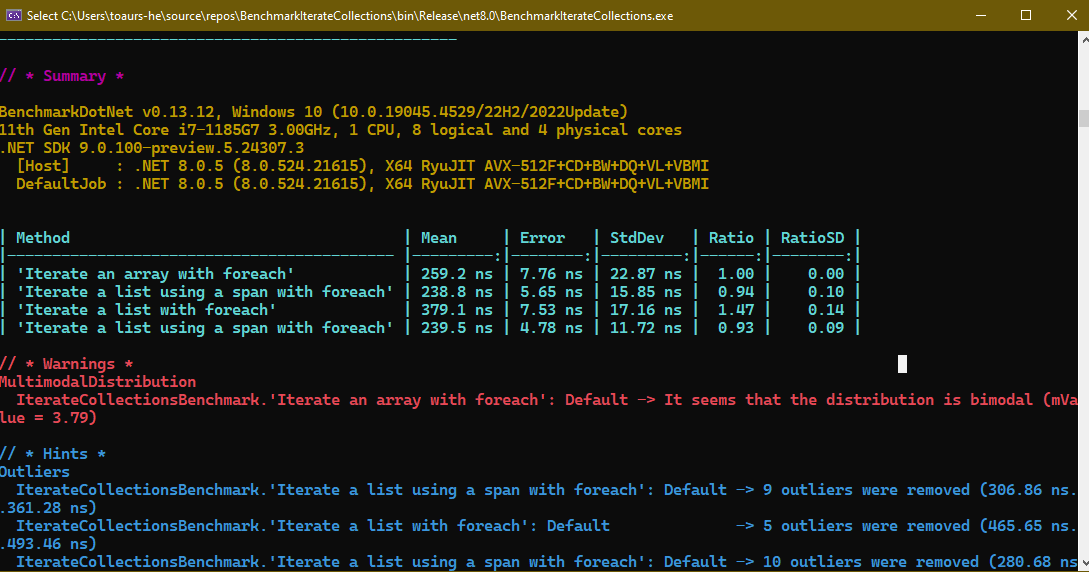 Select C:\Users\toaurs-he\source\repos\BenchmarkIterateCollections\bin\Release\net8.0\BenchmarkIterateCollections.exe
// * Summary *
BenchmarkDotNet v0.13.12, Windows 10 (10.0.19045.4529/22H2/2022Update)
11th Gen Intel Core i7-1185G7 3.00GHz, 1 CPU, 8 logical and 4 physical cores
.NET SDK 9.0.100-preview.5.24307.3
  [Host]     : .NET 8.0.5 (8.0.524.21615), X64 RyuJIT AVX-512F+CD+BW+DQ+VL+VBMI
  DefaultJob : .NET 8.0.5 (8.0.524.21615), X64 RyuJIT AVX-512F+CD+BW+DQ+VL+VBMI
| Method                                     | Mean     | Error   | StdDev   | Ratio | RatioSD |
|------------------------------------------- |---------:|--------:|---------:|------:|--------:|
| 'Iterate an array with foreach'            | 259.2 ns | 7.76 ns | 22.87 ns |  1.00 |    0.00 |
| 'Iterate a list using a span with foreach' | 238.8 ns | 5.65 ns | 15.85 ns |  0.94 |    0.10 |
| 'Iterate a list with foreach'              | 379.1 ns | 7.53 ns | 17.16 ns |  1.47 |    0.14 |
| 'Iterate a list using a span with foreach' | 239.5 ns | 4.78 ns | 11.72 ns |  0.93 |    0.09 |
// * Warnings *
MultimodalDistribution
  IterateCollectionsBenchmark.'Iterate an array with foreach': Default -> It seems that the distribution is bimodal (mVa
lue = 3.79)
// * Hints *
Outliers
  IterateCollectionsBenchmark.'Iterate a list using a span with foreach': Default -> 9 outliers were removed (306.86 ns.
.361.28 ns)
  IterateCollectionsBenchmark.'Iterate a list with foreach': Default              -> 5 outliers were removed (465.65 ns.
.493.46 ns)
  IterateCollectionsBenchmark.'Iterate a list using a span with foreach': Default -> 10 outliers were removed (280.68 ns